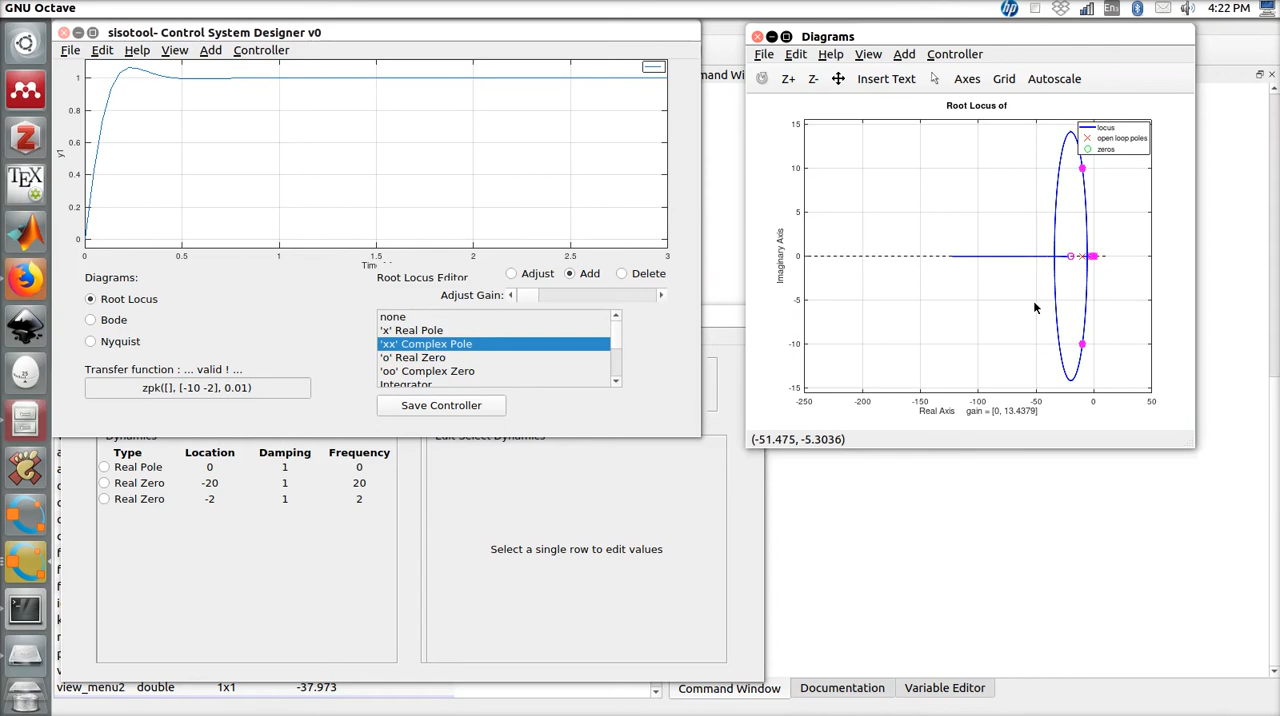 GNU Octave
En₁
4:22 PM
sisotool- Control System Designer v0
File Edit Help View Add Controller
1
0.8
0.6
0.4
0.2
0
y1
0 0.5 1 1.5 2 2.5 3
Tim
Diagrams:
Root Locus
Bode
Nyquist
Transfer function : ... valid ! ...
zpk([], [-10 -2], 0.01)
Root Locus Editor
Adjust Add Delete
Adjust Gain:
none
'x' Real Pole
'xx' Complex Pole
'o' Real Zero
'oo' Complex Zero
Integrator
Save Controller
Dynamics
Edit Select Dynamics
Type Location Damping Frequency
Real Pole 0 1 0
Real Zero -20 1 20
Real Zero -2 1 2
Select a single row to edit values
view_menu2 double 1x1 -37.973
Command Window Documentation Variable Editor
Diagrams
File Edit Help View Add Controller
Z+ Z- Insert Text Axes Grid Autoscale
Root Locus of
locus
open loop poles
zeros
15
10
5
0
-5
-10
-15
Imaginary Axis
-250 -200 -150 -100 -50 0 50
Real Axis gain = [0, 13.4379]
(-51.475, -5.3036)